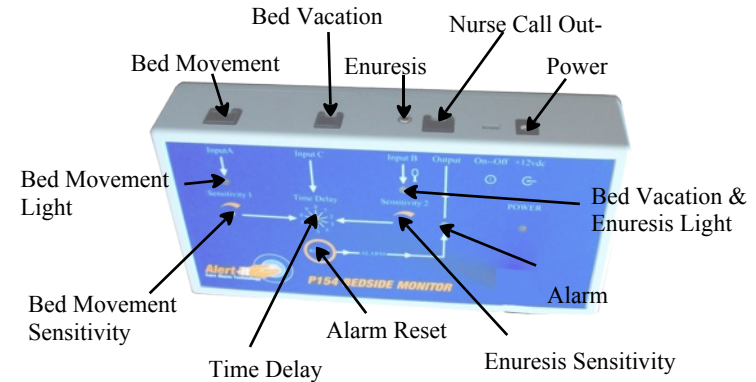 Bed Vacation
Nurse Call Out-
Bed Movement
Enuresis
Power
InputA
Input C
Input B
Output
On--Off
+12vdc
Bed Movement
Light
Sensitivity 1
Time Delay
Sensitivity 2
POWER
Bed Vacation &
Enuresis Light
ALARM
Alert-it
P154 BEDSIDE MONITOR
Bed Movement
Sensitivity
Alarm Reset
Alarm
Time Delay
Enuresis Sensitivity